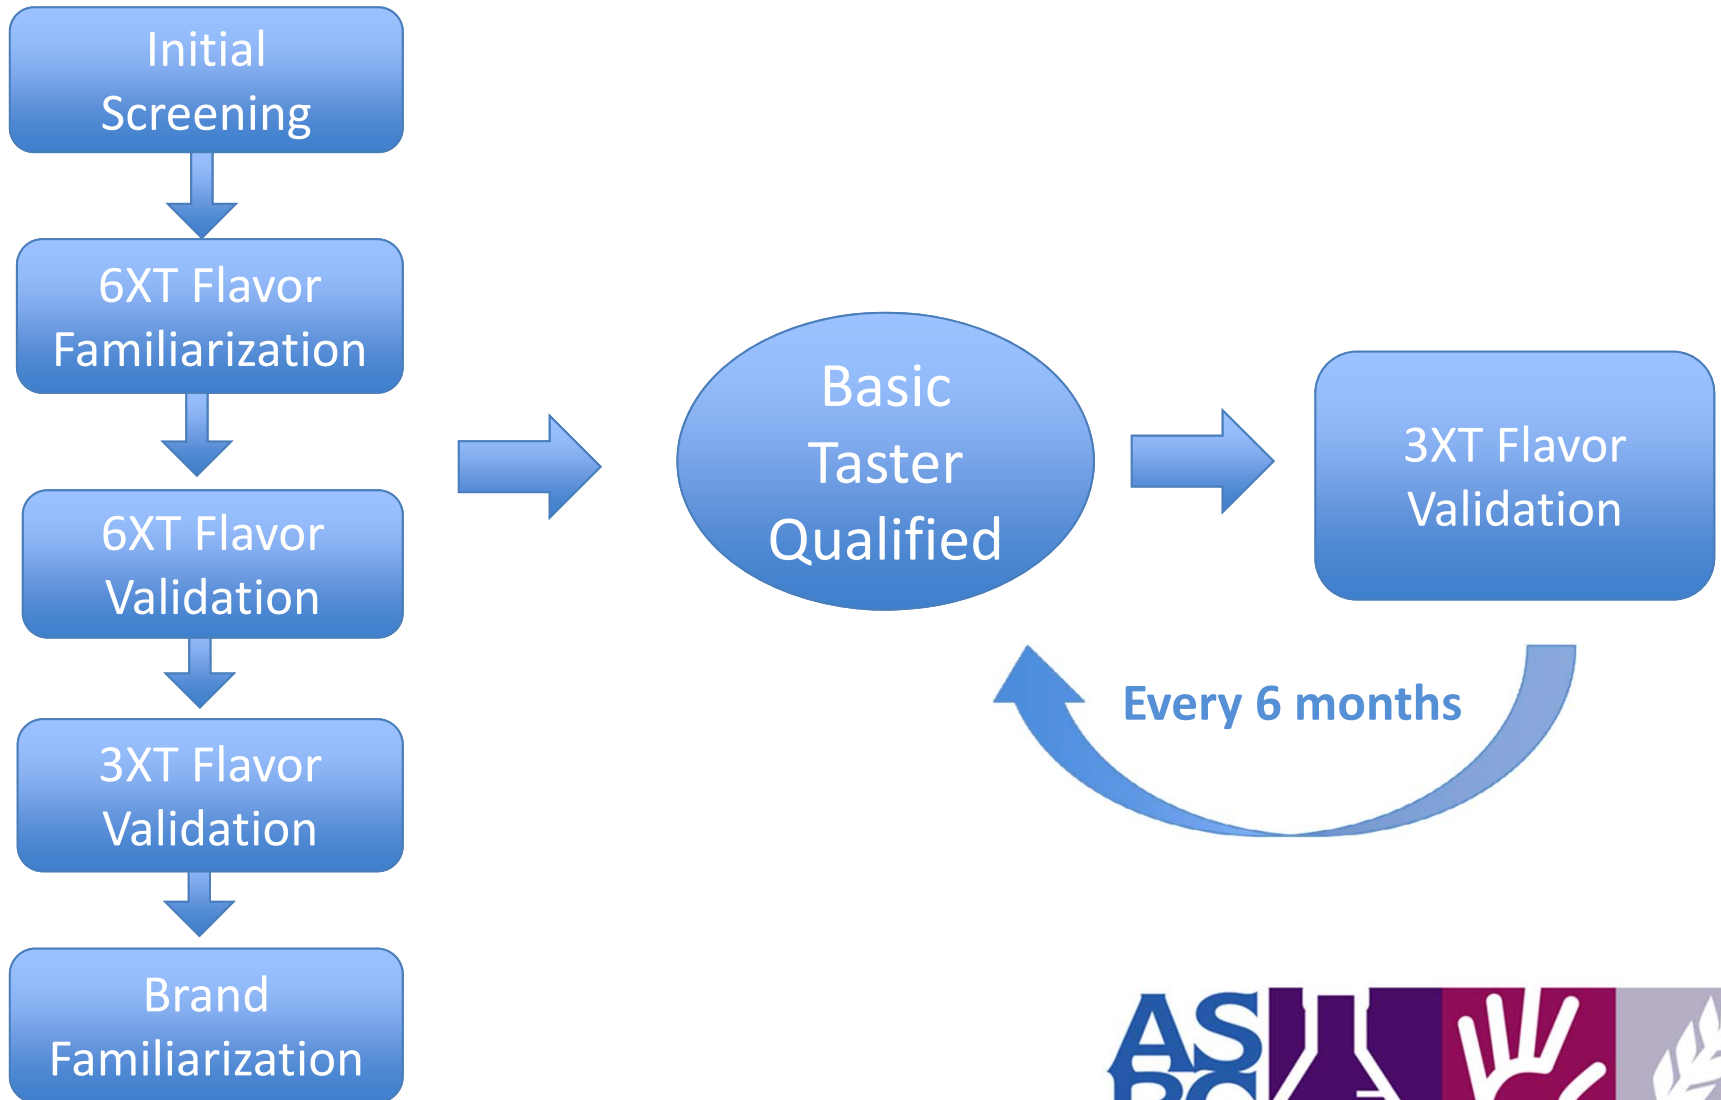 Initial
Screening
6XT Flavor
Familiarization
6XT Flavor
Validation
3XT Flavor
Validation
Brand
Familiarization
Basic
Taster
Qualified
3XT Flavor
Validation
Every 6 months
AS
BC